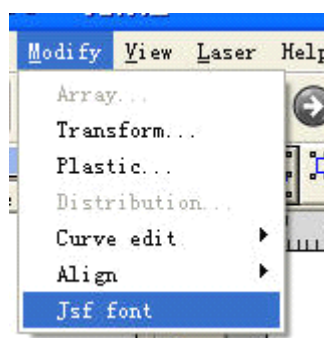 Modify View Laser Help
Array...
Transform...
Plastic...
Distribution...
Curve edit
Align
Jsf font